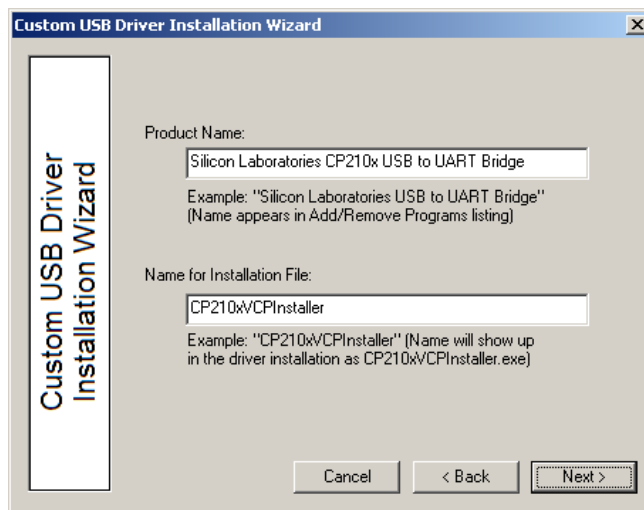 Custom USB Driver Installation Wizard
Custom USB Driver
Installation Wizard
Product Name:
Silicon Laboratories CP210x USB to UART Bridge
Example: "Silicon Laboratories USB to UART Bridge"
(Name appears in Add/Remove Programs listing)
Name for Installation File:
CP210xVCPInstaller
Example: "CP210xVCPInstaller" (Name will show up
in the driver installation as CP210xVCPInstaller.exe)
Cancel
< Back
Next >